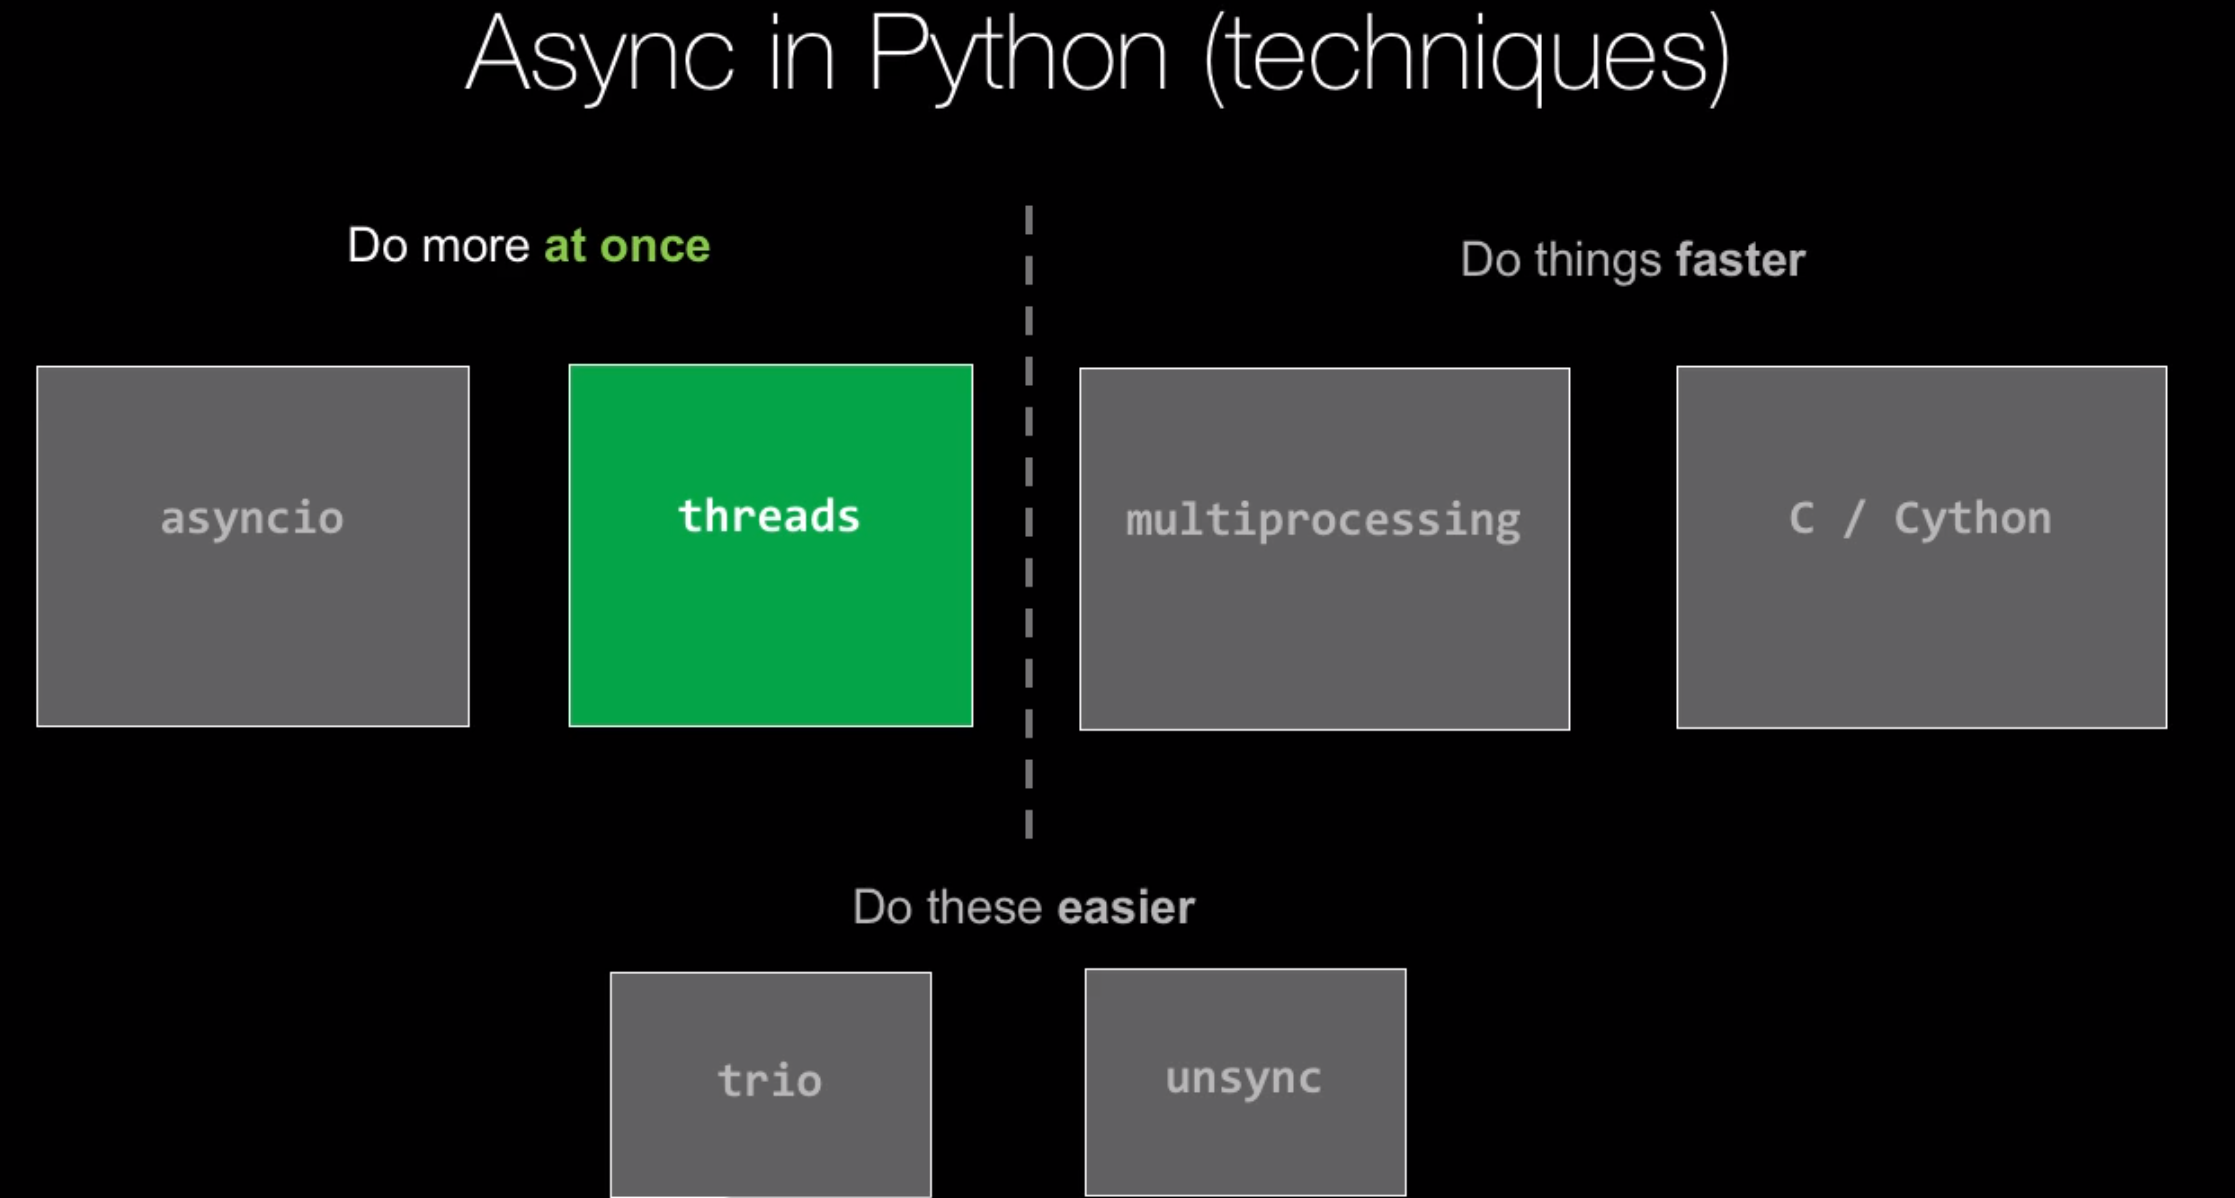 Async in Python (techniques)
Do more at once
Do things faster
asyncio
threads
multiprocessing
C / Cython
Do these easier
trio
unsync